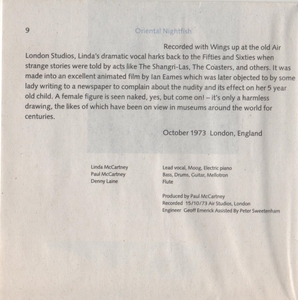 9
Oriental Nightfish
Recorded with Wings up at the old Air
London Studios, Linda's dramatic vocal harks back to the Fifties and Sixties when
strange stories were told by acts like The Shangri-Las, The Coasters, and others. It was
made into an excellent animated film by Ian Eames which was later objected to by some
lady writing to a newspaper to complain about the nudity and its effect on her 5 year
old child. A female figure is seen naked, yes, but come on! – it's only a harmless
drawing, the likes of which have been on view in museums around the world for
centuries.
October 1973 London, England
Linda McCartney Lead vocal, Moog, Electric piano
Paul McCartney Bass, Drums, Guitar, Mellotron
Denny Laine Flute
Produced by Paul McCartney
Recorded 19/10/73 Air Studios, London
Engineer Geoff Emerick Assisted By Peter Sweetenham